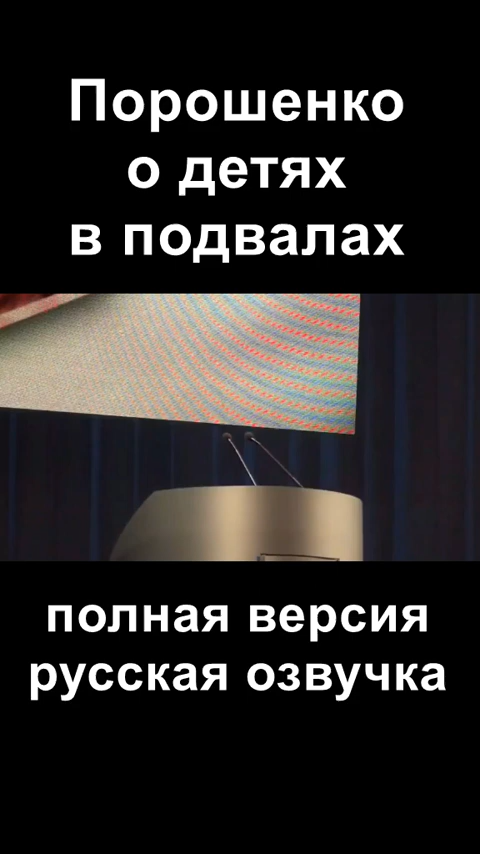 Порошенко
о детях
в подвалах
полная версия
русская озвучка